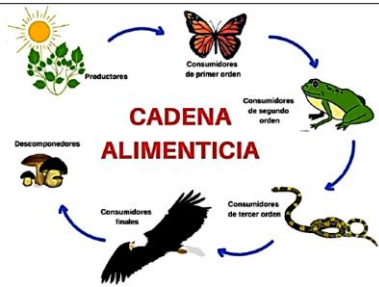 Productores
Consumidores
de primer orden
Consumidores
de segundo
orden
CADENA
ALIMENTICIA
Descomponedores
Consumidores
de tercer orden
Consumidores
finales